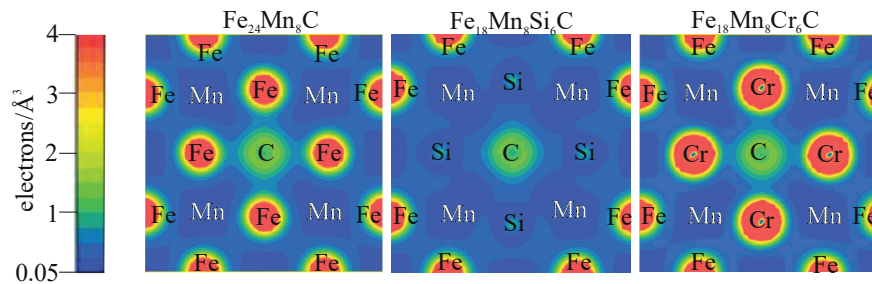 Fe₂₄Mn₈C Fe₁₈Mn₈Si₆C Fe₁₈Mn₈Cr₆C
4
3
2
1
0.05
electrons/Å³
Fe Fe
Fe Mn Fe Mn Fe
Fe C Fe
Fe Mn Fe Mn Fe
Fe Fe
Fe Fe
Fe Mn Si Mn Fe
Si C Si
Fe Mn Si Mn Fe
Fe Fe
Fe Fe
Fe Mn Cr Mn Fe
Cr C Cr
Fe Mn Cr Mn Fe
Fe Fe